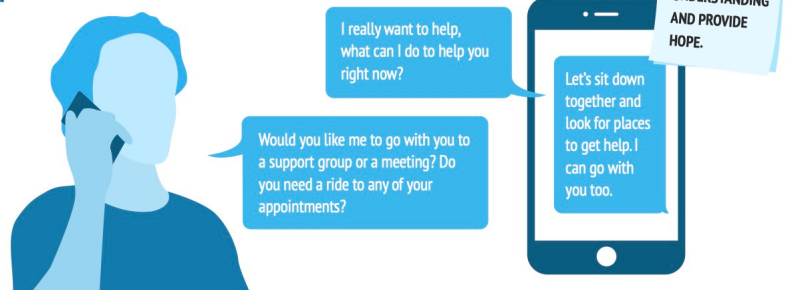 I really want to help,
what can I do to help you
right now?
Would you like me to go with you to
a support group or a meeting? Do
you need a ride to any of your
appointments?
Let's sit down
together and
look for places
to get help. I
can go with
you too.
AND PROVIDE
HOPE.